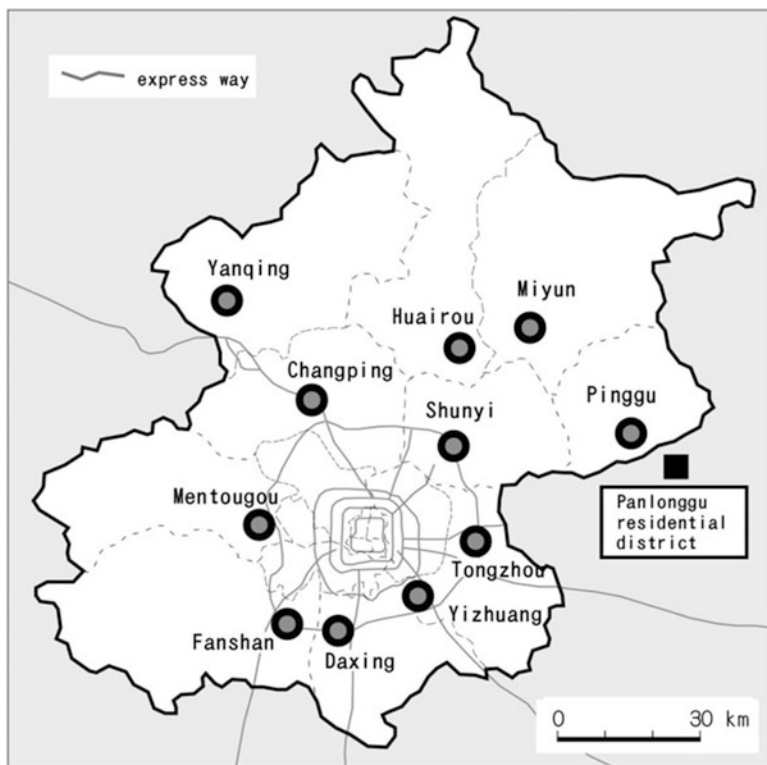 express way
Yanqing
Miyun
Huairou
Changping
Pinggu
Shunyi
Mentougou
Panlonggu
residential
district
Tongzhou
Yizhuang
Fanshan
Daxing
0 30 km